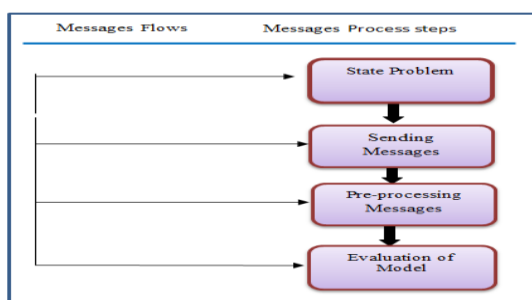 Messages Flows Messages Process steps
State Problem
Sending
Messages
Pre-processing
Messages
Evaluation of
Model